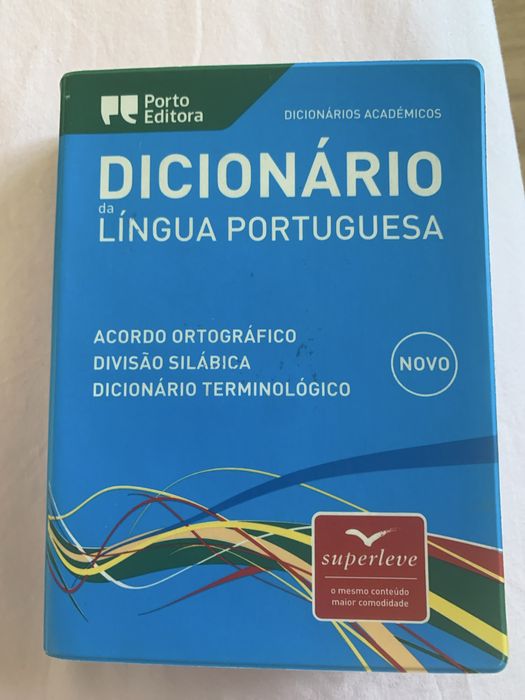 Porto
Editora
DICIONÁRIOS ACADÉMICOS
DICIONÁRIO
da
LÍNGUA PORTUGUESA
ACORDO ORTOGRÁFICO
DIVISÃO SILÁBICA
DICIONÁRIO TERMINOLÓGICO
NOVO
superleve
o mesmo conteúdo
maior comodidade